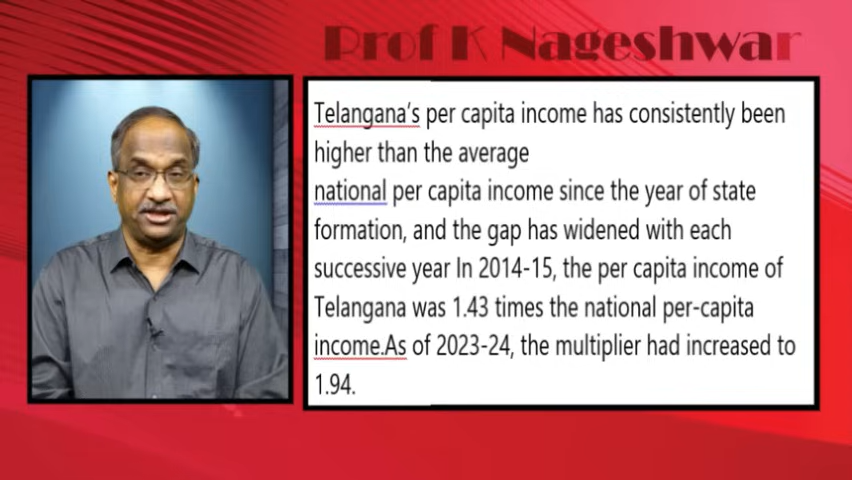 Prof K Nageshwar
Telangana's per capita income has consistently been
higher than the average
national per capita income since the year of state
formation, and the gap has widened with each
successive year In 2014-15, the per capita income of
Telangana was 1.43 times the national per-capita
income.As of 2023-24, the multiplier had increased to
1.94.